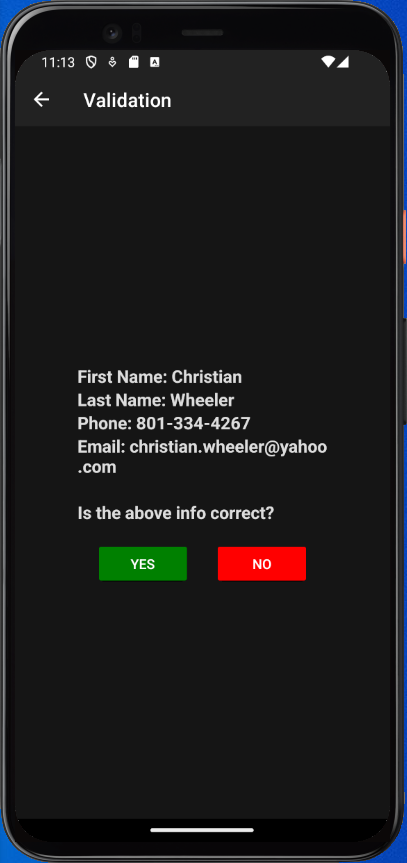 11:13
Validation
First Name: Christian
Last Name: Wheeler
Phone: 801-334-4267
Email: christian.wheeler@yahoo
.com
Is the above info correct?
YES NO